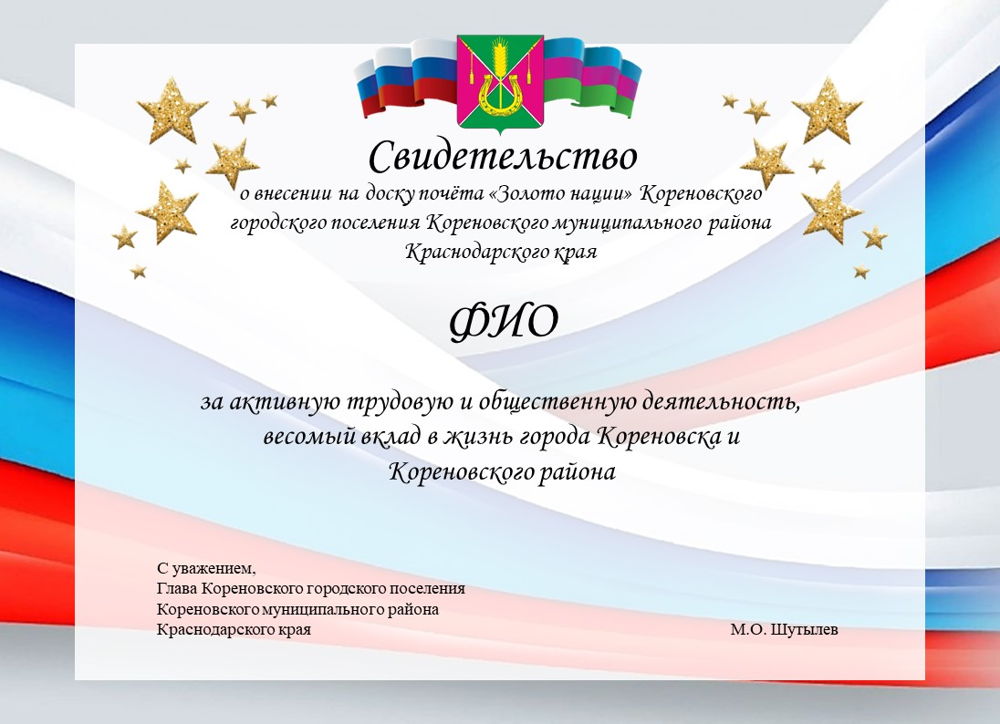 Свидетельство
о внесении на доску почёта «Золото нации» Кореновского
городского поселения Кореновского муниципального района
Краснодарского края
ФИО
за активную трудовую и общественную деятельность,
весомый вклад в жизнь города Кореновска и
Кореновского района
С уважением,
Глава Кореновского городского поселения
Кореновского муниципального района
Краснодарского края
М.О. Шутылев